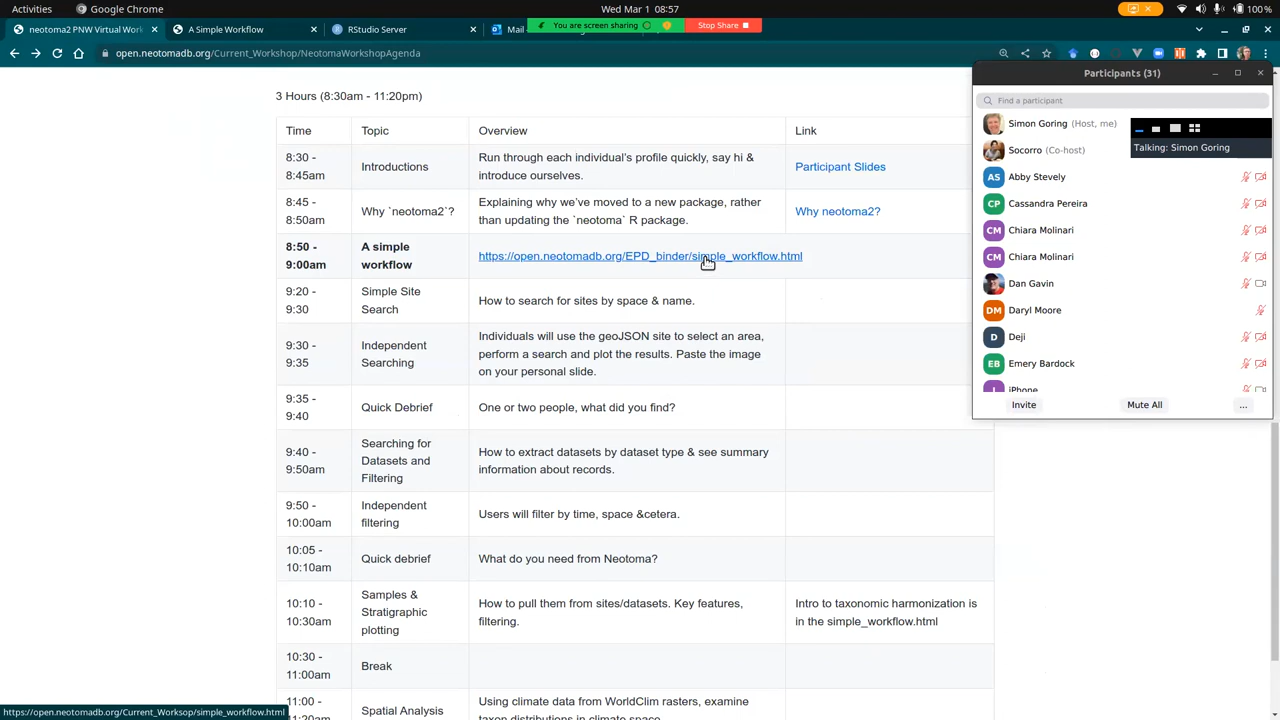 Activities
Google Chrome
Wed Mar 1 08:57
100 %
neotoma2 PNW Virtual Work
A Simple Workflow
RStudio Server
Mail
You are screen sharing
Stop Share
open.neotomadb.org/Current_Workshop/NeotomaWorkshopAgenda
3 Hours (8:30am - 11:20pm)
Time Topic Overview Link
8:30 -
8:45am
Introductions
Run through each individual's profile quickly, say hi &
introduce ourselves.
Participant Slides
8:45 -
8:50am
Why `neotoma2`?
Explaining why we've moved to a new package, rather
than updating the `neotoma` R package.
Why neotoma2?
8:50 -
9:00am
A simple
workflow
https://open.neotomadb.org/EPD_binder/simple_workflow.html
9:20 -
9:30
Simple Site
Search
How to search for sites by space & name.
9:30 -
9:35
Independent
Searching
Individuals will use the geoJSON site to select an area,
perform a search and plot the results. Paste the image
on your personal slide.
9:35 -
9:40
Quick Debrief
One or two people, what did you find?
9:40 -
9:50am
Searching for
Datasets and
Filtering
How to extract datasets by dataset type & see summary
information about records.
9:50 -
10:00am
Independent
filtering
Users will filter by time, space &cetera.
10:05 -
10:10am
Quick debrief
What do you need from Neotoma?
10:10 -
10:30am
Samples &
Stratigraphic
plotting
How to pull them from sites/datasets. Key features,
filtering.
Intro to taxonomic harmonization is
in the simple_workflow.html
10:30 -
11:00am
Break
11:00 -
11:20am
Spatial Analysis
Using climate data from WorldClim rasters, examine
taxon distributions in climate space
https://open.neotomadb.org/Current_Worksop/simple_workflow.html
Participants (31)
Find a participant
Simon Goring (Host, me)
Socorro (Co-host)
Talking: Simon Goring
AS Abby Stevely
CP Cassandra Pereira
CM Chiara Molinari
CM Chiara Molinari
Dan Gavin
DM Daryl Moore
D Deji
EB Emery Bardock
I iPhone
Invite
Mute All
...